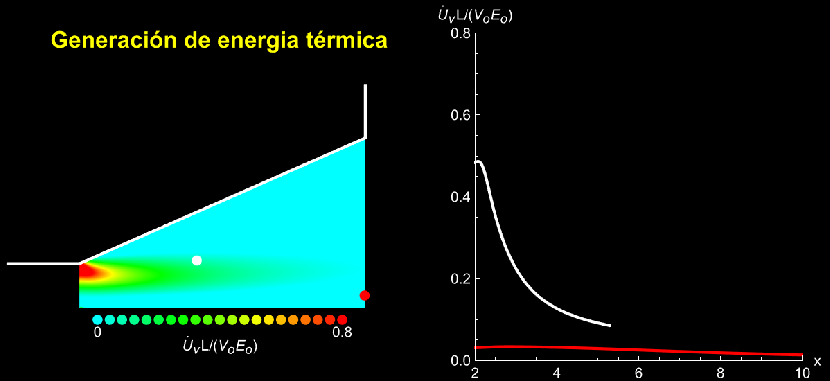 Generación de energia térmica
0 0.8
U̇ᵥL/(VₒEₒ)
U̇ᵥL/(VₒEₒ)
0.8
0.6
0.4
0.2
0.0
2 4 6 8 10 x